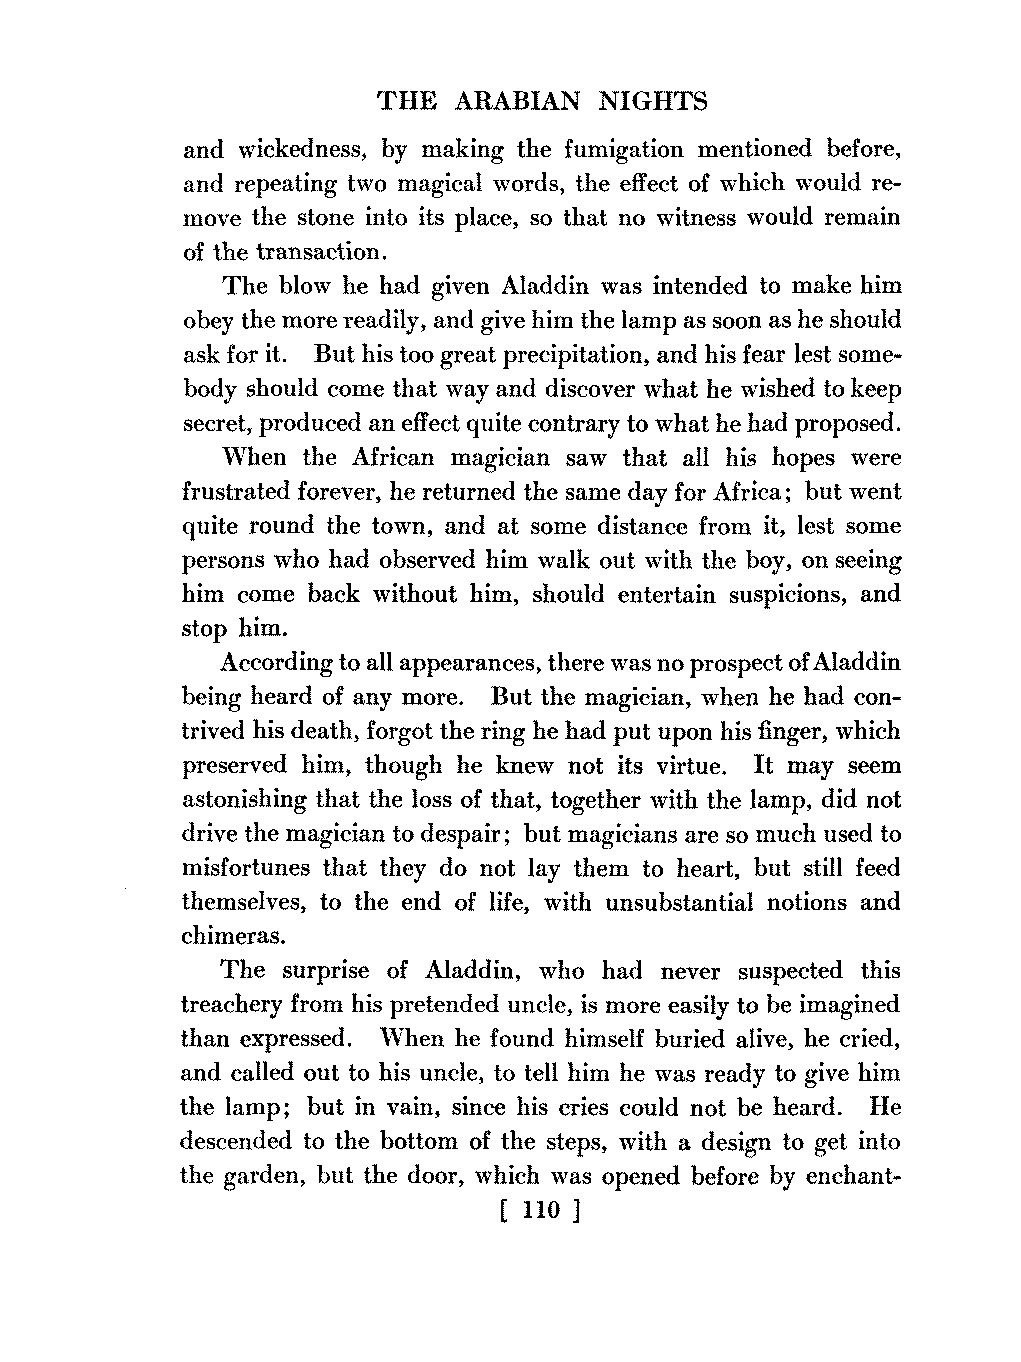 THE ARABIAN NIGHTS
and wickedness, by making the fumigation mentioned before,
and repeating two magical words, the effect of which would re-
move the stone into its place, so that no witness would remain
of the transaction.
The blow he had given Aladdin was intended to make him
obey the more readily, and give him the lamp as soon as he should
ask for it. But his too great precipitation, and his fear lest some-
body should come that way and discover what he wished to keep
secret, produced an effect quite contrary to what he had proposed.
When the African magician saw that all his hopes were
frustrated forever, he returned the same day for Africa; but went
quite round the town, and at some distance from it, lest some
persons who had observed him walk out with the boy, on seeing
him come back without him, should entertain suspicions, and
stop him.
According to all appearances, there was no prospect of Aladdin
being heard of any more. But the magician, when he had con-
trived his death, forgot the ring he had put upon his finger, which
preserved him, though he knew not its virtue. It may seem
astonishing that the loss of that, together with the lamp, did not
drive the magician to despair; but magicians are so much used to
misfortunes that they do not lay them to heart, but still feed
themselves, to the end of life, with unsubstantial notions and
chimeras.
The surprise of Aladdin, who had never suspected this
treachery from his pretended uncle, is more easily to be imagined
than expressed. When he found himself buried alive, he cried,
and called out to his uncle, to tell him he was ready to give him
the lamp; but in vain, since his cries could not be heard. He
descended to the bottom of the steps, with a design to get into
the garden, but the door, which was opened before by enchant-
[ 110 ]